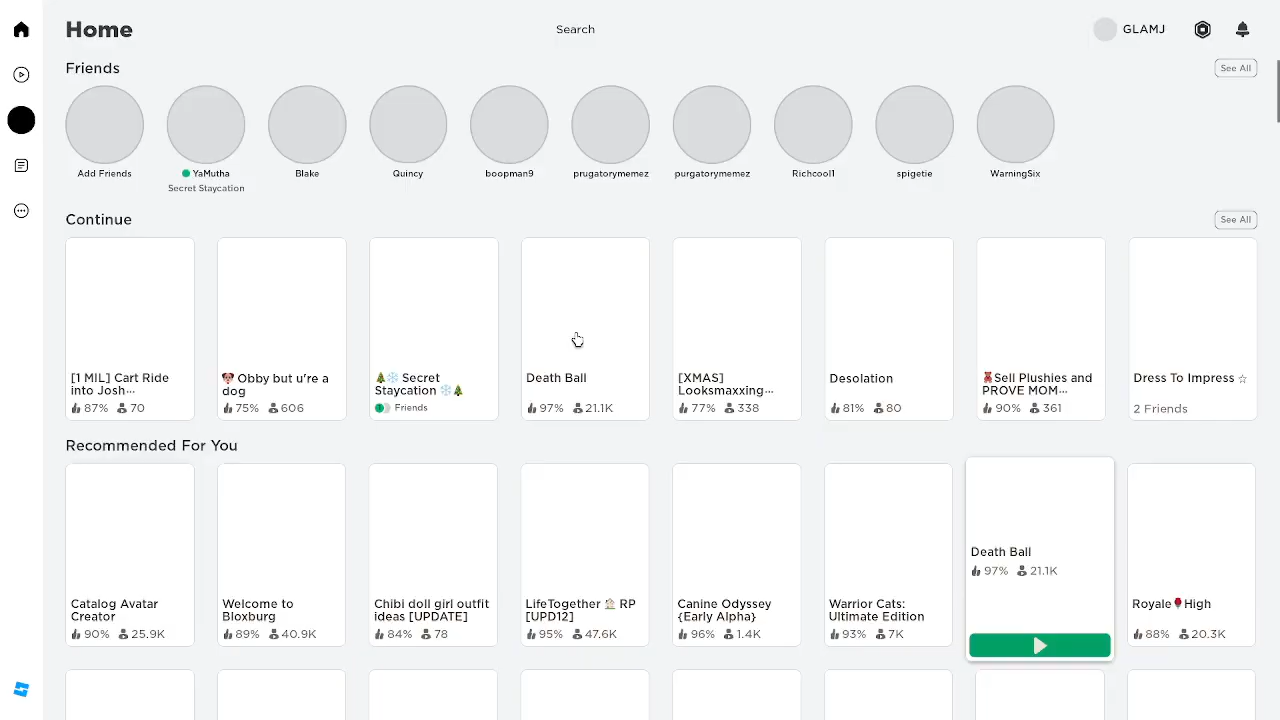 Home
Search
GLAMJ
Friends
See All
Add Friends
YaMutha
Secret Staycation
Blake
Quincy
boopman9
prugatorymemez
purgatorymemez
Richcool1
spigetie
WarningSix
Continue
See All
[1 MIL] Cart Ride
into Josh...
87% 70
Obby but u're a
dog
75% 606
🎄❄️ Secret
Staycation ❄️🎄
Friends
Death Ball
97% 21.1K
[XMAS]
Looksmaxxing...
77% 338
Desolation
81% 80
🧸Sell Plushies and
PROVE MOM...
90% 361
Dress To Impress ☆
2 Friends
Recommended For You
Catalog Avatar
Creator
90% 25.9K
Welcome to
Bloxburg
89% 40.9K
Chibi doll girl outfit
ideas [UPDATE]
84% 78
LifeTogether 🏠 RP
[UPD12]
95% 47.6K
Canine Odyssey
{Early Alpha}
96% 1.4K
Warrior Cats:
Ultimate Edition
93% 7K
Death Ball
97% 21.1K
Royale🌹High
88% 20.3K